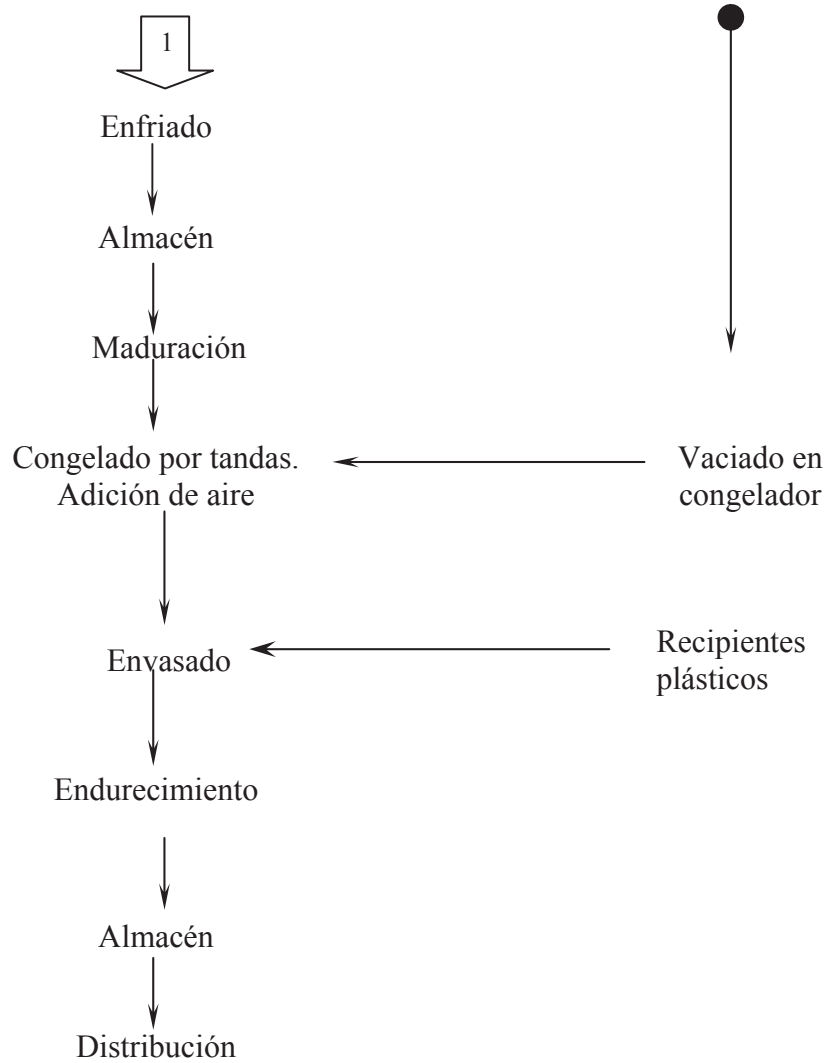 1
Enfriado
Almacén
Maduración
Congelado por tandas.
Adición de aire
Vaciado en
congelador
Envasado
Recipientes
plásticos
Endurecimiento
Almacén
Distribución